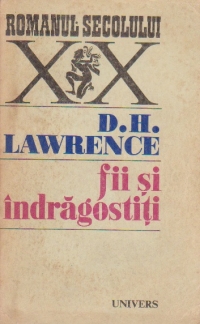 ROMANUL SECOLULUI
XX
D.H.
LAWRENCE
fii și
îndrăgostiți
UNIVERS